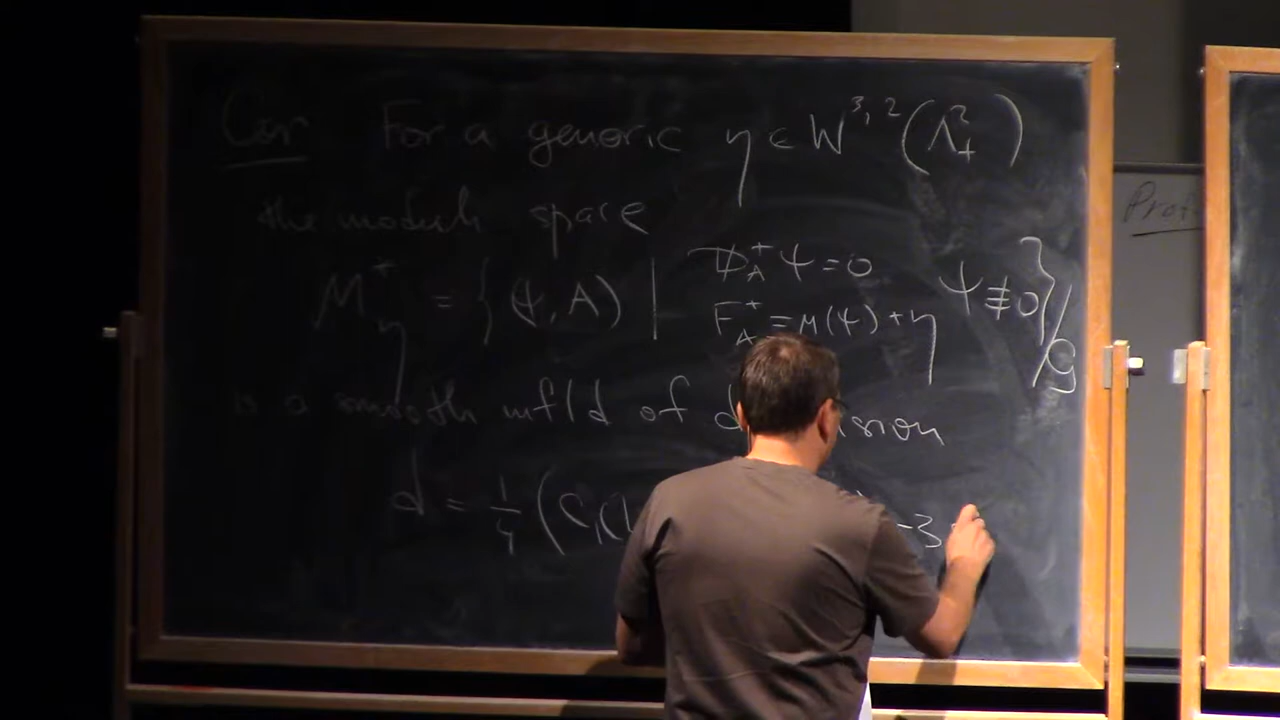 Cor For a generic η ∈ W^{3,2}(Λ^2_+)
the moduli space
M^+_η = { (ψ, A) | D̸^+_A ψ = 0 ψ ≢ 0 } / G
F^+_A = μ(ψ) + η
is a smooth mfld of
d = 1/4 ( C_1(L -3
Prof